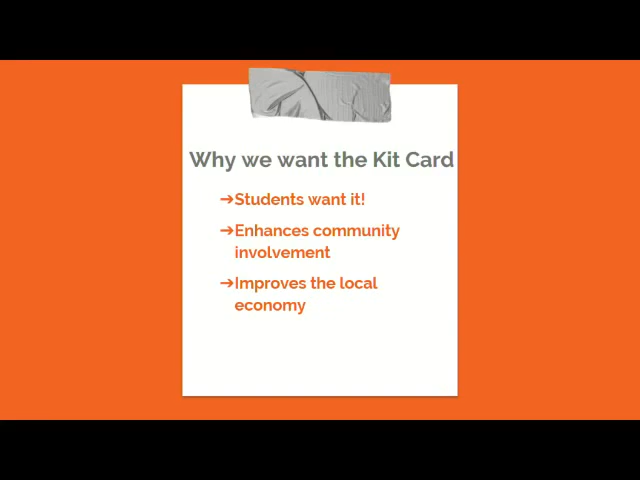 Why we want the Kit Card
➔Students want it!
➔Enhances community
involvement
➔Improves the local
economy